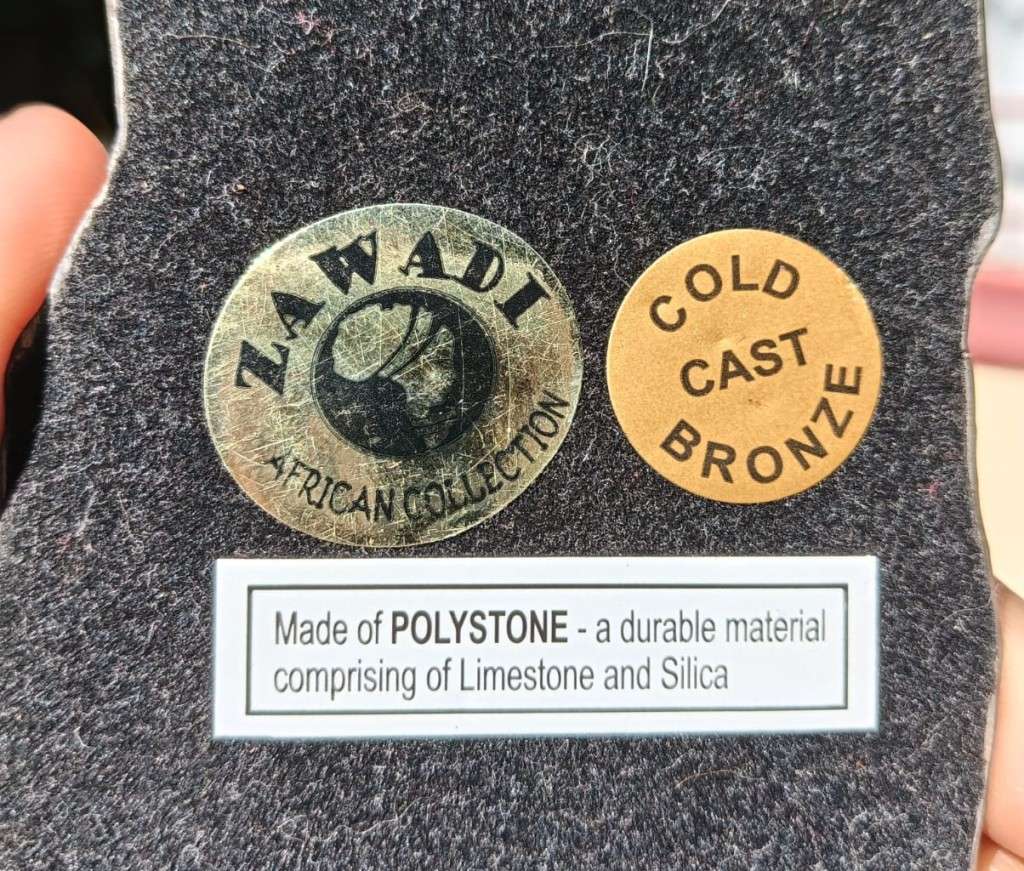 ZAWADI
AFRICAN COLLECTION
COLD
CAST
BRONZE
Made of POLYSTONE - a durable material
comprising of Limestone and Silica